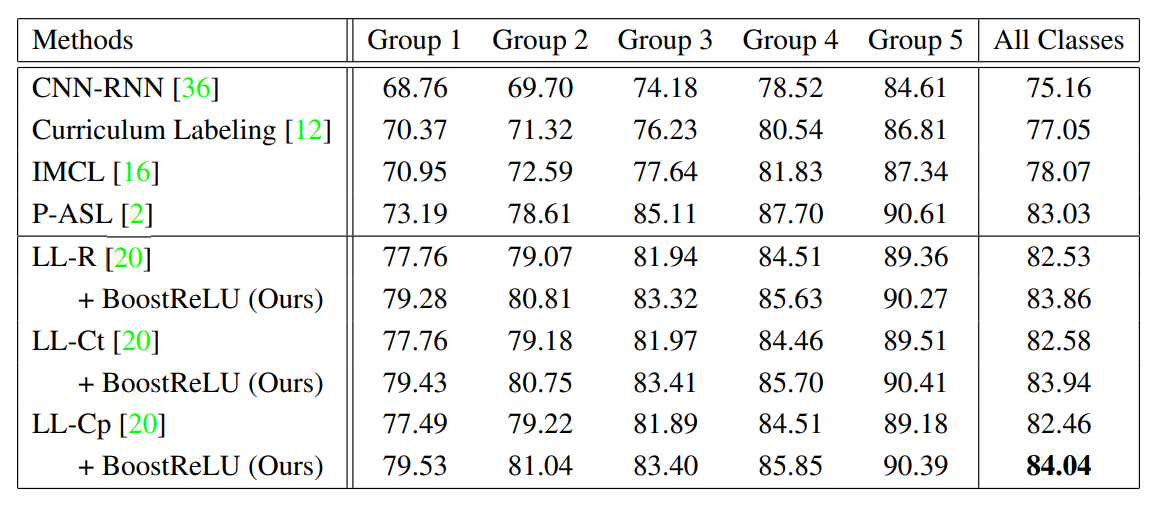 Methods Group 1 Group 2 Group 3 Group 4 Group 5 All Classes
CNN-RNN [36] 68.76 69.70 74.18 78.52 84.61 75.16
Curriculum Labeling [12] 70.37 71.32 76.23 80.54 86.81 77.05
IMCL [16] 70.95 72.59 77.64 81.83 87.34 78.07
P-ASL [2] 73.19 78.61 85.11 87.70 90.61 83.03
LL-R [20] 77.76 79.07 81.94 84.51 89.36 82.53
+ BoostReLU (Ours) 79.28 80.81 83.32 85.63 90.27 83.86
LL-Ct [20] 77.76 79.18 81.97 84.46 89.51 82.58
+ BoostReLU (Ours) 79.43 80.75 83.41 85.70 90.41 83.94
LL-Cp [20] 77.49 79.22 81.89 84.51 89.18 82.46
+ BoostReLU (Ours) 79.53 81.04 83.40 85.85 90.39 84.04